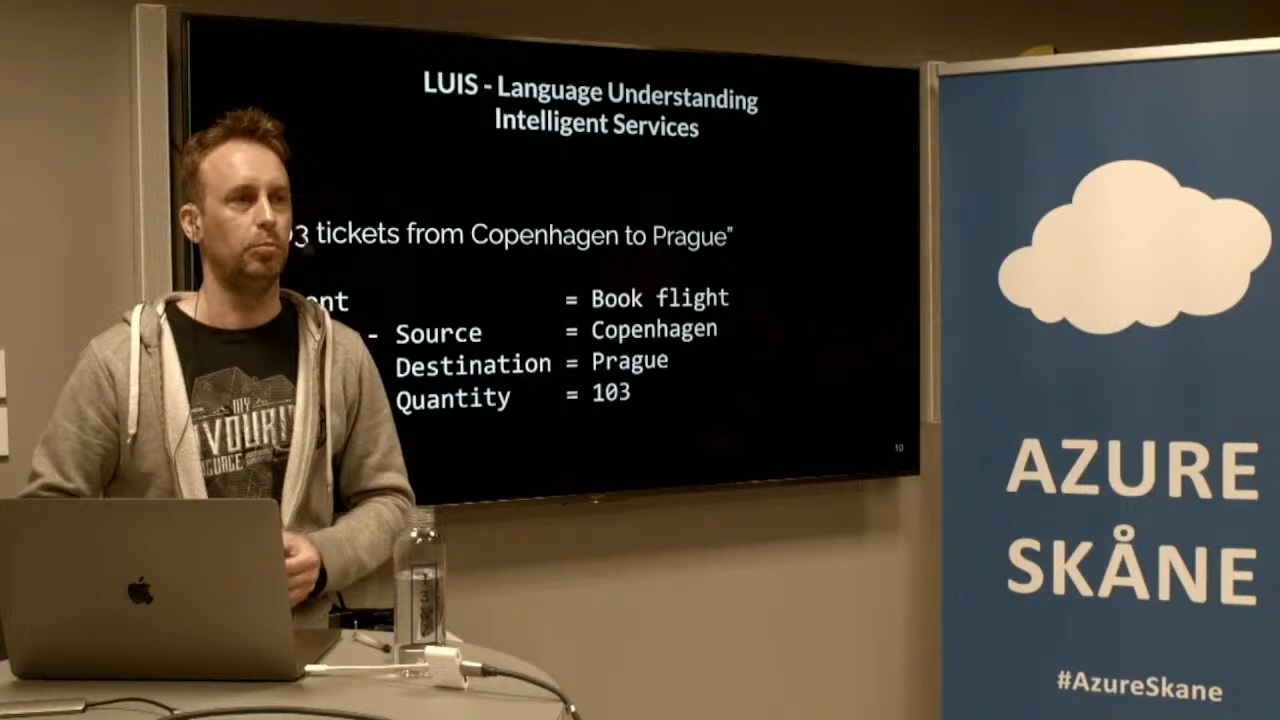 LUIS - Language Understanding
Intelligent Services
3 tickets from Copenhagen to Prague"
= Book flight
- Source = Copenhagen
Destination = Prague
Quantity = 103
10
MY
AZURE
SKÅNE
#AzureSkane